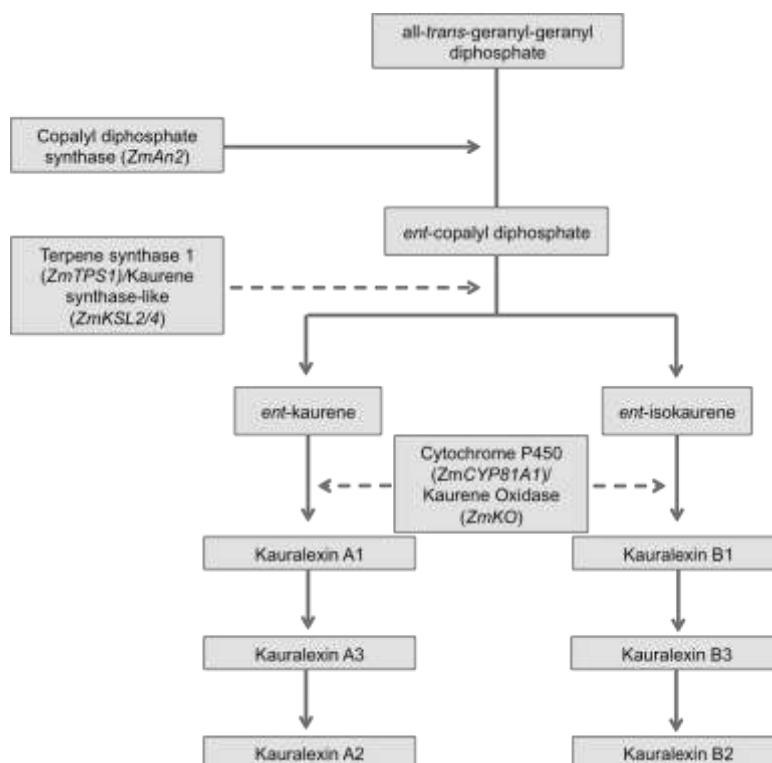 all-trans-geranyl-geranyl
diphosphate
Copalyl diphosphate
synthase (ZmAn2)
ent-copalyl diphosphate
Terpene synthase 1
(ZmTPS1)/Kaurene
synthase-like
(ZmKSL2/4)
ent-kaurene
ent-isokaurene
Cytochrome P450
(ZmCYP81A1)/
Kaurene Oxidase
(ZmKO)
Kauralexin A1
Kauralexin B1
Kauralexin A3
Kauralexin B3
Kauralexin A2
Kauralexin B2